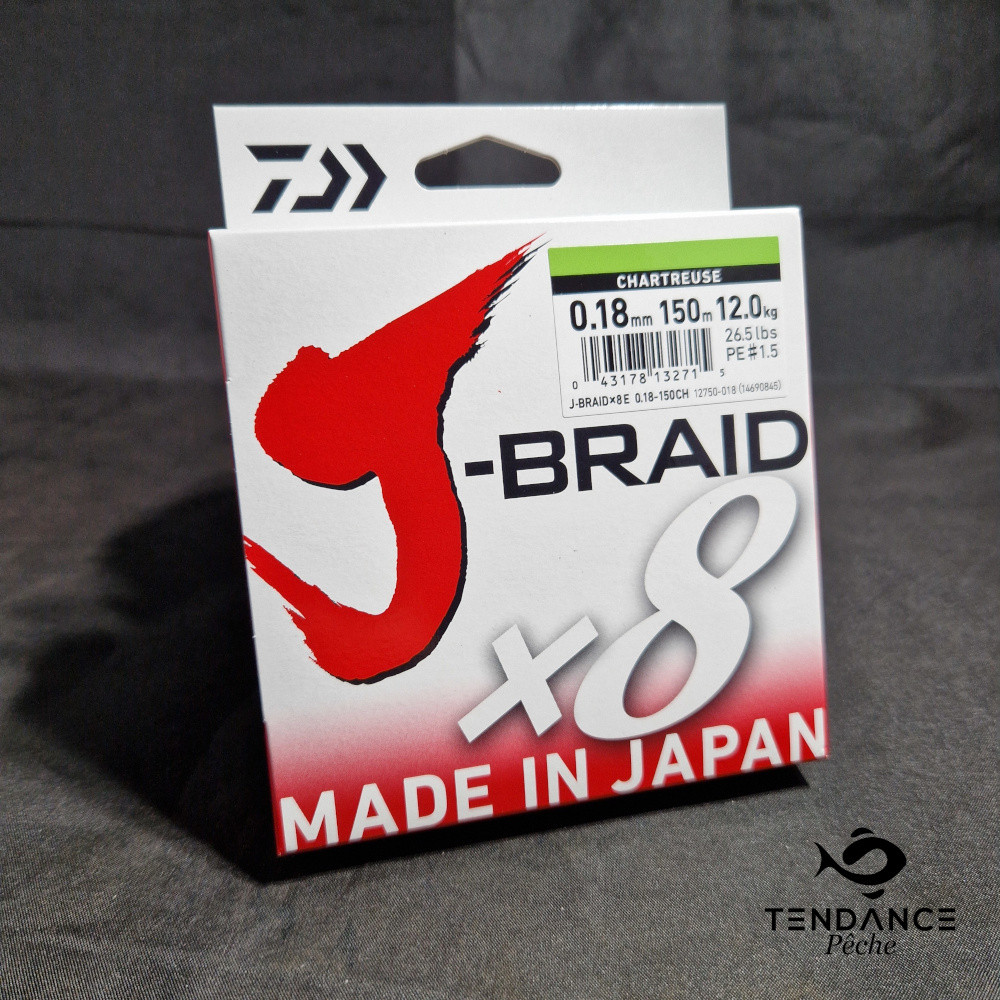 CHARTREUSE
0.18mm 150m 12.0kg
26.5 lbs
PE#1.5
0 43178 13271 5
J-BRAID×8E 0.18-150CH 12750-018 (14690845)
J-BRAID
×8
MADE IN JAPAN
TENDANCE
Pêche